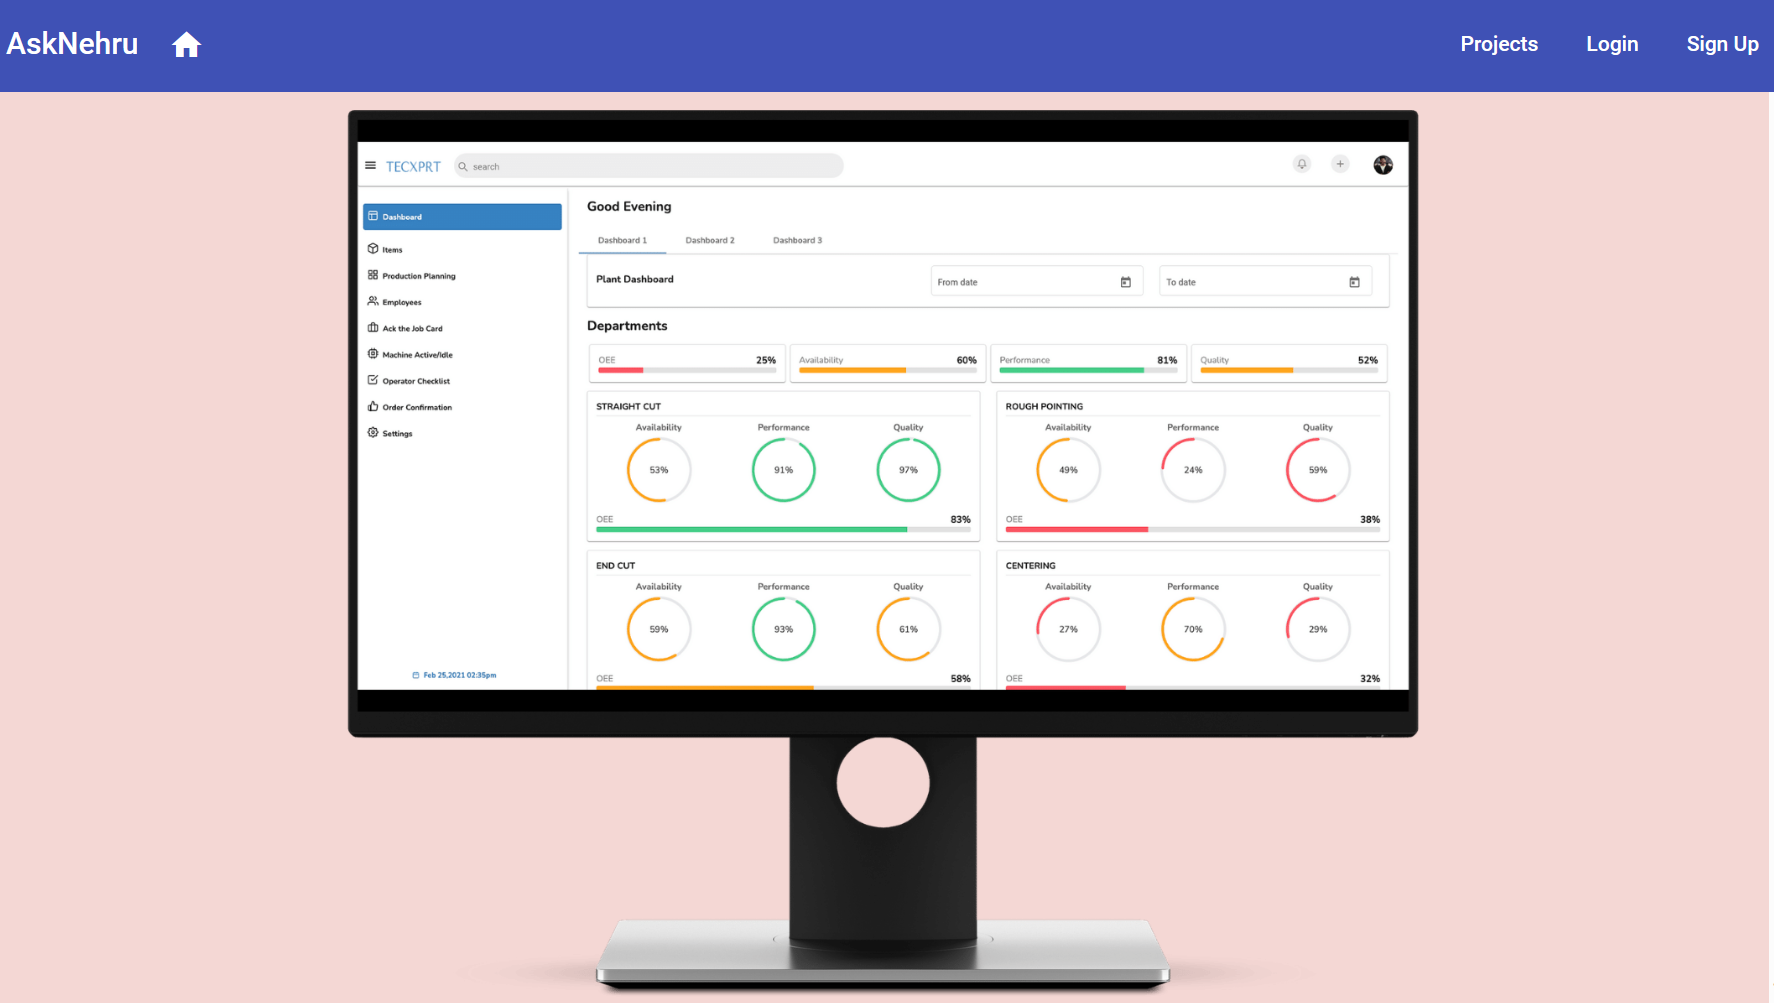 AskNehru
Projects Login Sign Up
TECXPRT search
Dashboard
Items
Production Planning
Employees
Ack the Job Card
Machine Active/Idle
Operator Checklist
Order Confirmation
Settings
Feb 25,2021 02:35pm
Good Evening
Dashboard 1 Dashboard 2 Dashboard 3
Plant Dashboard From date To date
Departments
OEE 25% Availability 60% Performance 81% Quality 52%
STRAIGHT CUT
Availability Performance Quality
53% 91% 97%
OEE 83%
ROUGH POINTING
Availability Performance Quality
49% 24% 59%
OEE 38%
END CUT
Availability Performance Quality
59% 93% 61%
OEE 58%
CENTERING
Availability Performance Quality
27% 70% 29%
OEE 32%